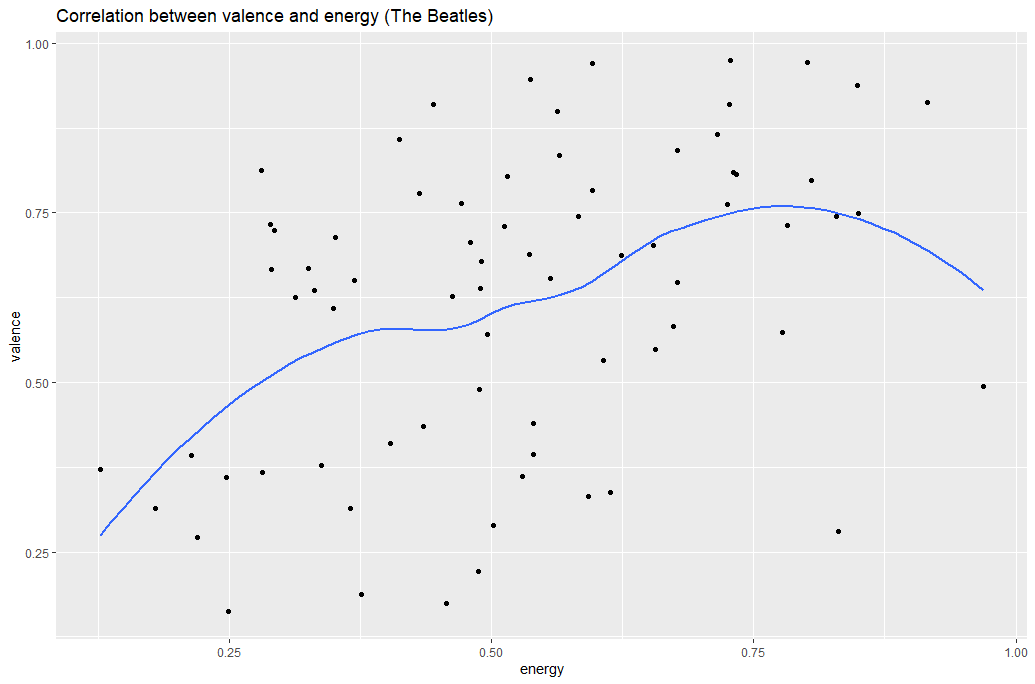 Correlation between valence and energy (The Beatles)
1.00
0.75
0.50
0.25
valence
0.25
0.50
0.75
1.00
energy